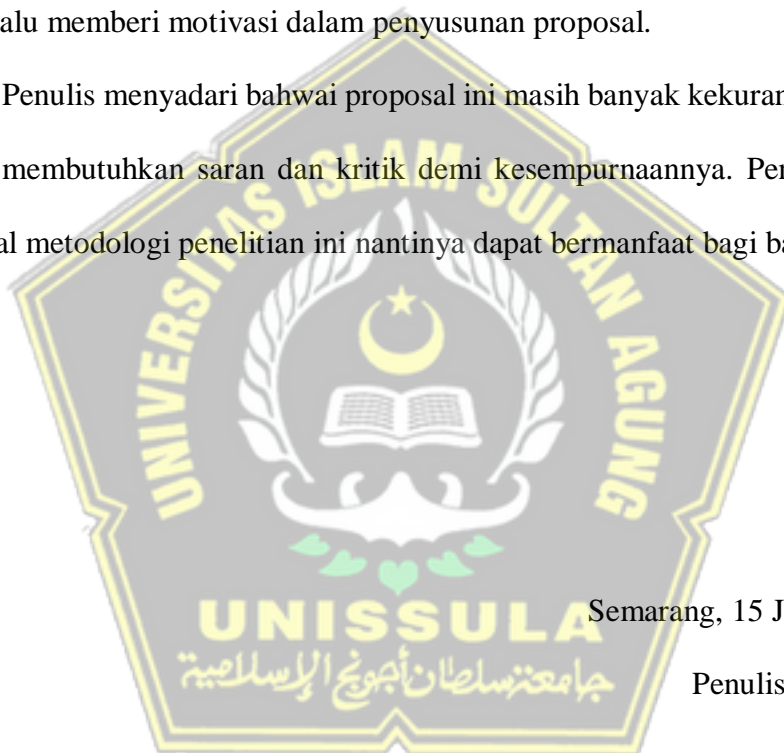 alu memberi motivasi dalam penyusunan proposal.
Penulis menyadari bahwai proposal ini masih banyak kekuran
membutuhkan saran dan kritik demi kesempurnaannya. Pen
al metodologi penelitian ini nantinya dapat bermanfaat bagi ba
UNIVERSITAS ISLAM SULTAN AGUNG
Semarang, 15 J
UNISSULA
جامعتنسلطان أجونج الإسلامية
Penulis